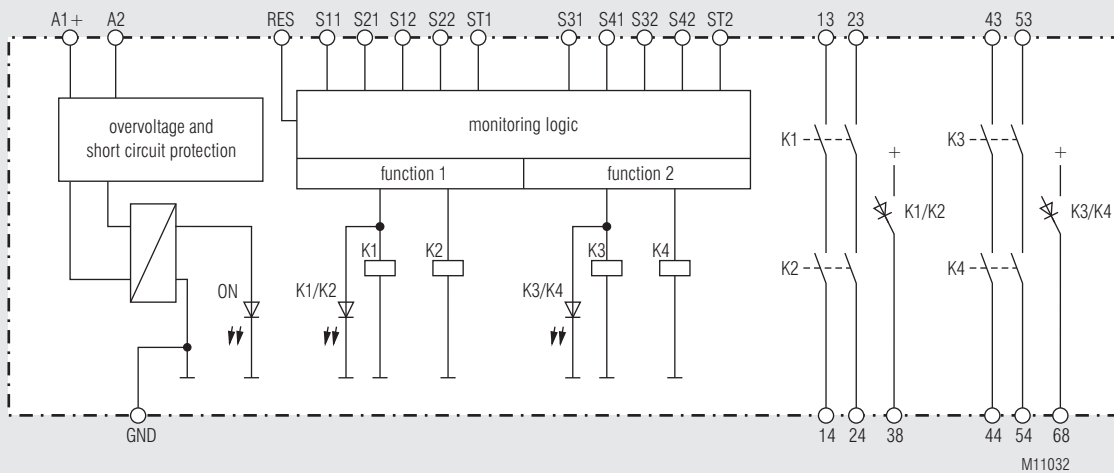 A1+ A2 RES S11 S21 S12 S22 ST1 S31 S41 S32 S42 ST2 13 23 43 53
overvoltage and
short circuit protection
monitoring logic
function 1 function 2
K1 K3
+ +
K1/K2 K3/K4
K1 K2 K3 K4
K2 K4
ON K1/K2 K3/K4
GND 14 24 38 44 54 68
M11032